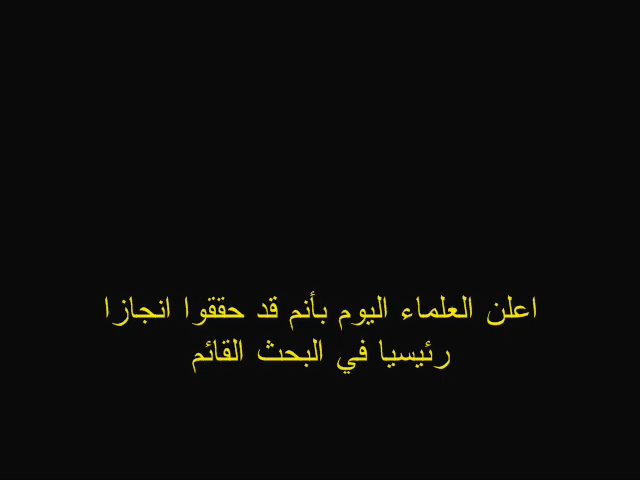 اعلن العلماء اليوم بأنم قد حققوا انجازا
رئيسيا في البحث القائم